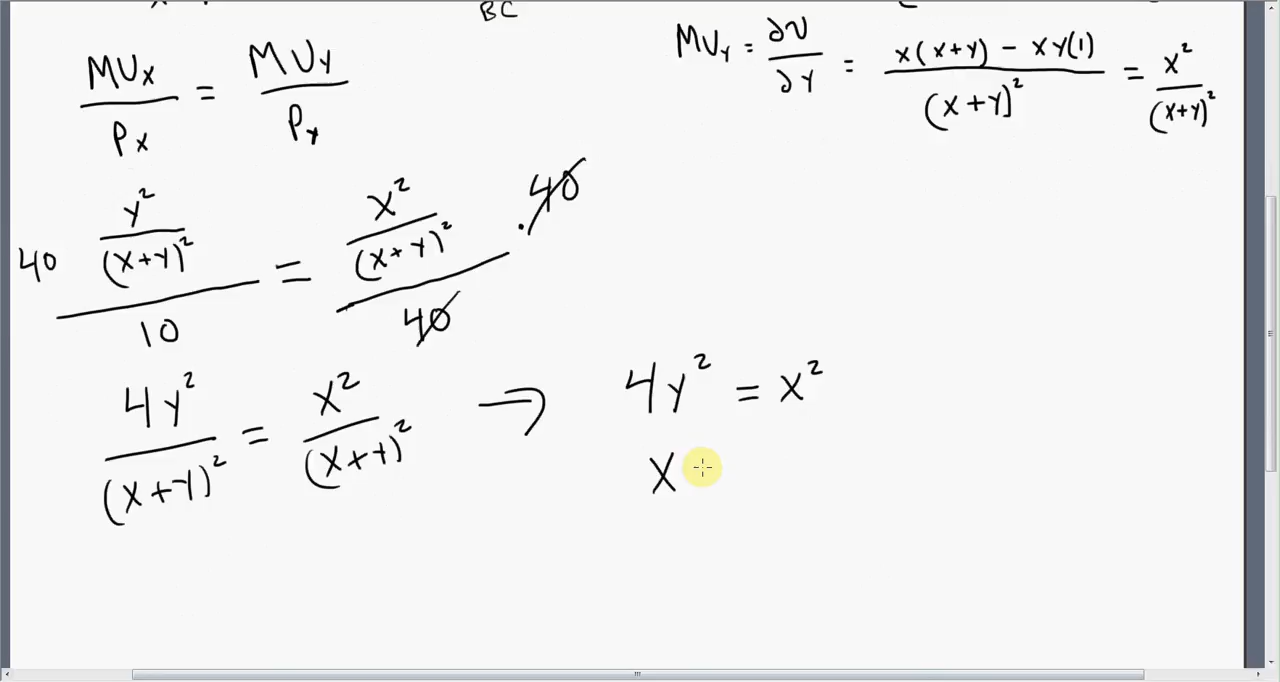 BC
MUx/Px = MUy/Py
MUy = ∂U/∂y = (x(x+y) - xy(1))/(x+y)² = x²/(x+y)²
40 (y²/(x+y)²)/10 = (x²/(x+y)²)/40 · 40
4y²/(x+y)² = x²/(x+y)² → 4y² = x²
x